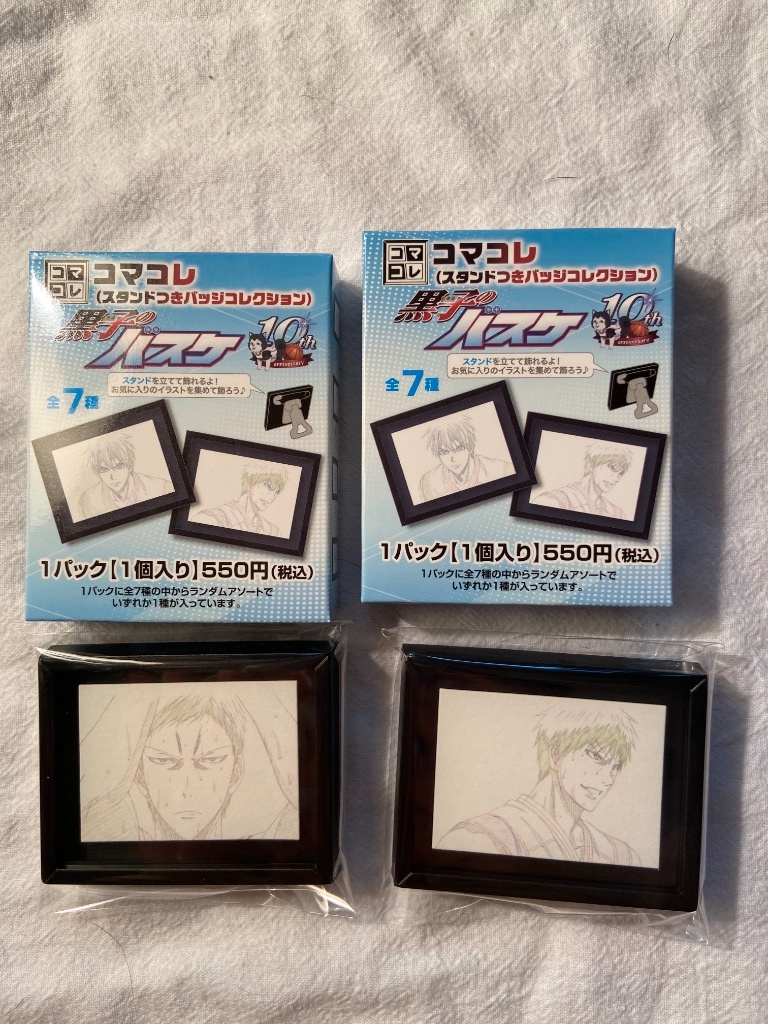 コマ
コレ
コマコレ
(スタンドつきバッジコレクション)
黒子の
バスケ
10th
anniversary
スタンドを立てて飾れるよ!
お気に入りのイラストを集めて飾ろう♪
全7種
1パック【1個入り】550円(税込)
1パックに全7種の中からランダムアソートで
いずれか1種が入っています。
コマ
コレ
コマコレ
(スタンドつきバッジコレクション)
黒子の
バスケ
10th
anniversary
スタンドを立てて飾れるよ!
お気に入りのイラストを集めて飾ろう♪
全7種
1パック【1個入り】550円(税込)
1パックに全7種の中からランダムアソートで
いずれか1種が入っています。